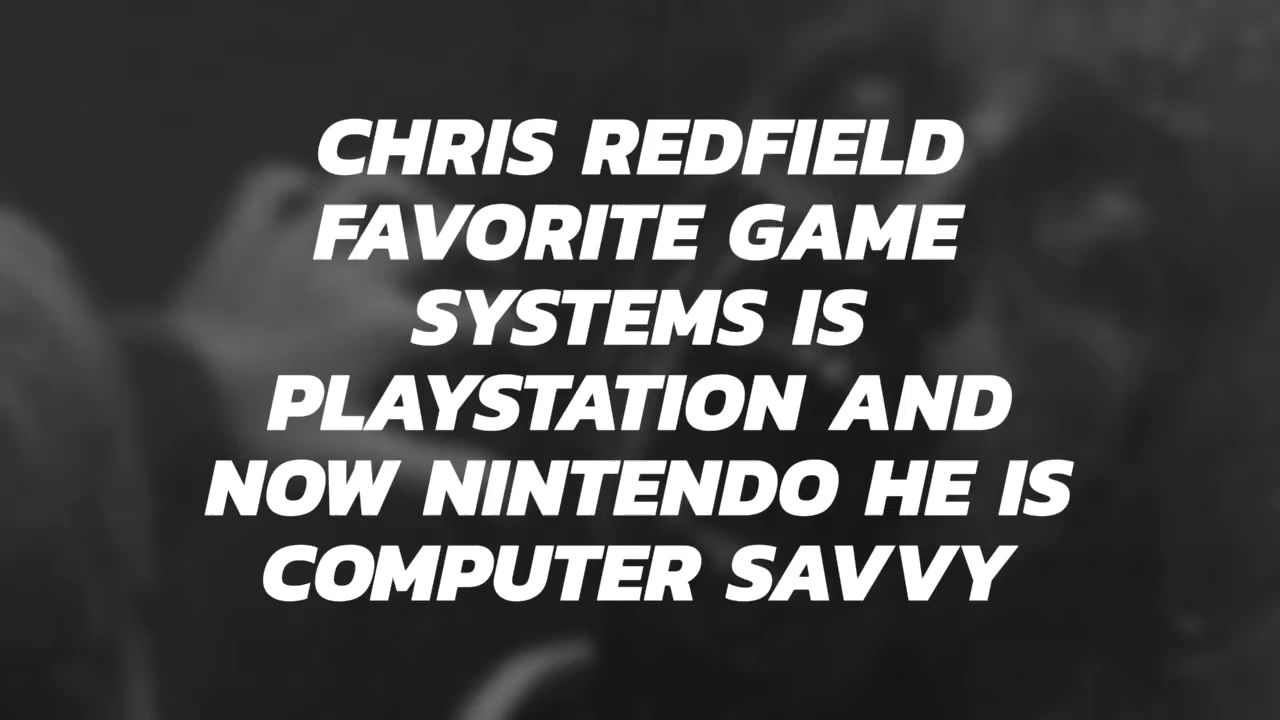 CHRIS REDFIELD
FAVORITE GAME
SYSTEMS IS
PLAYSTATION AND
NOW NINTENDO HE IS
COMPUTER SAVVY